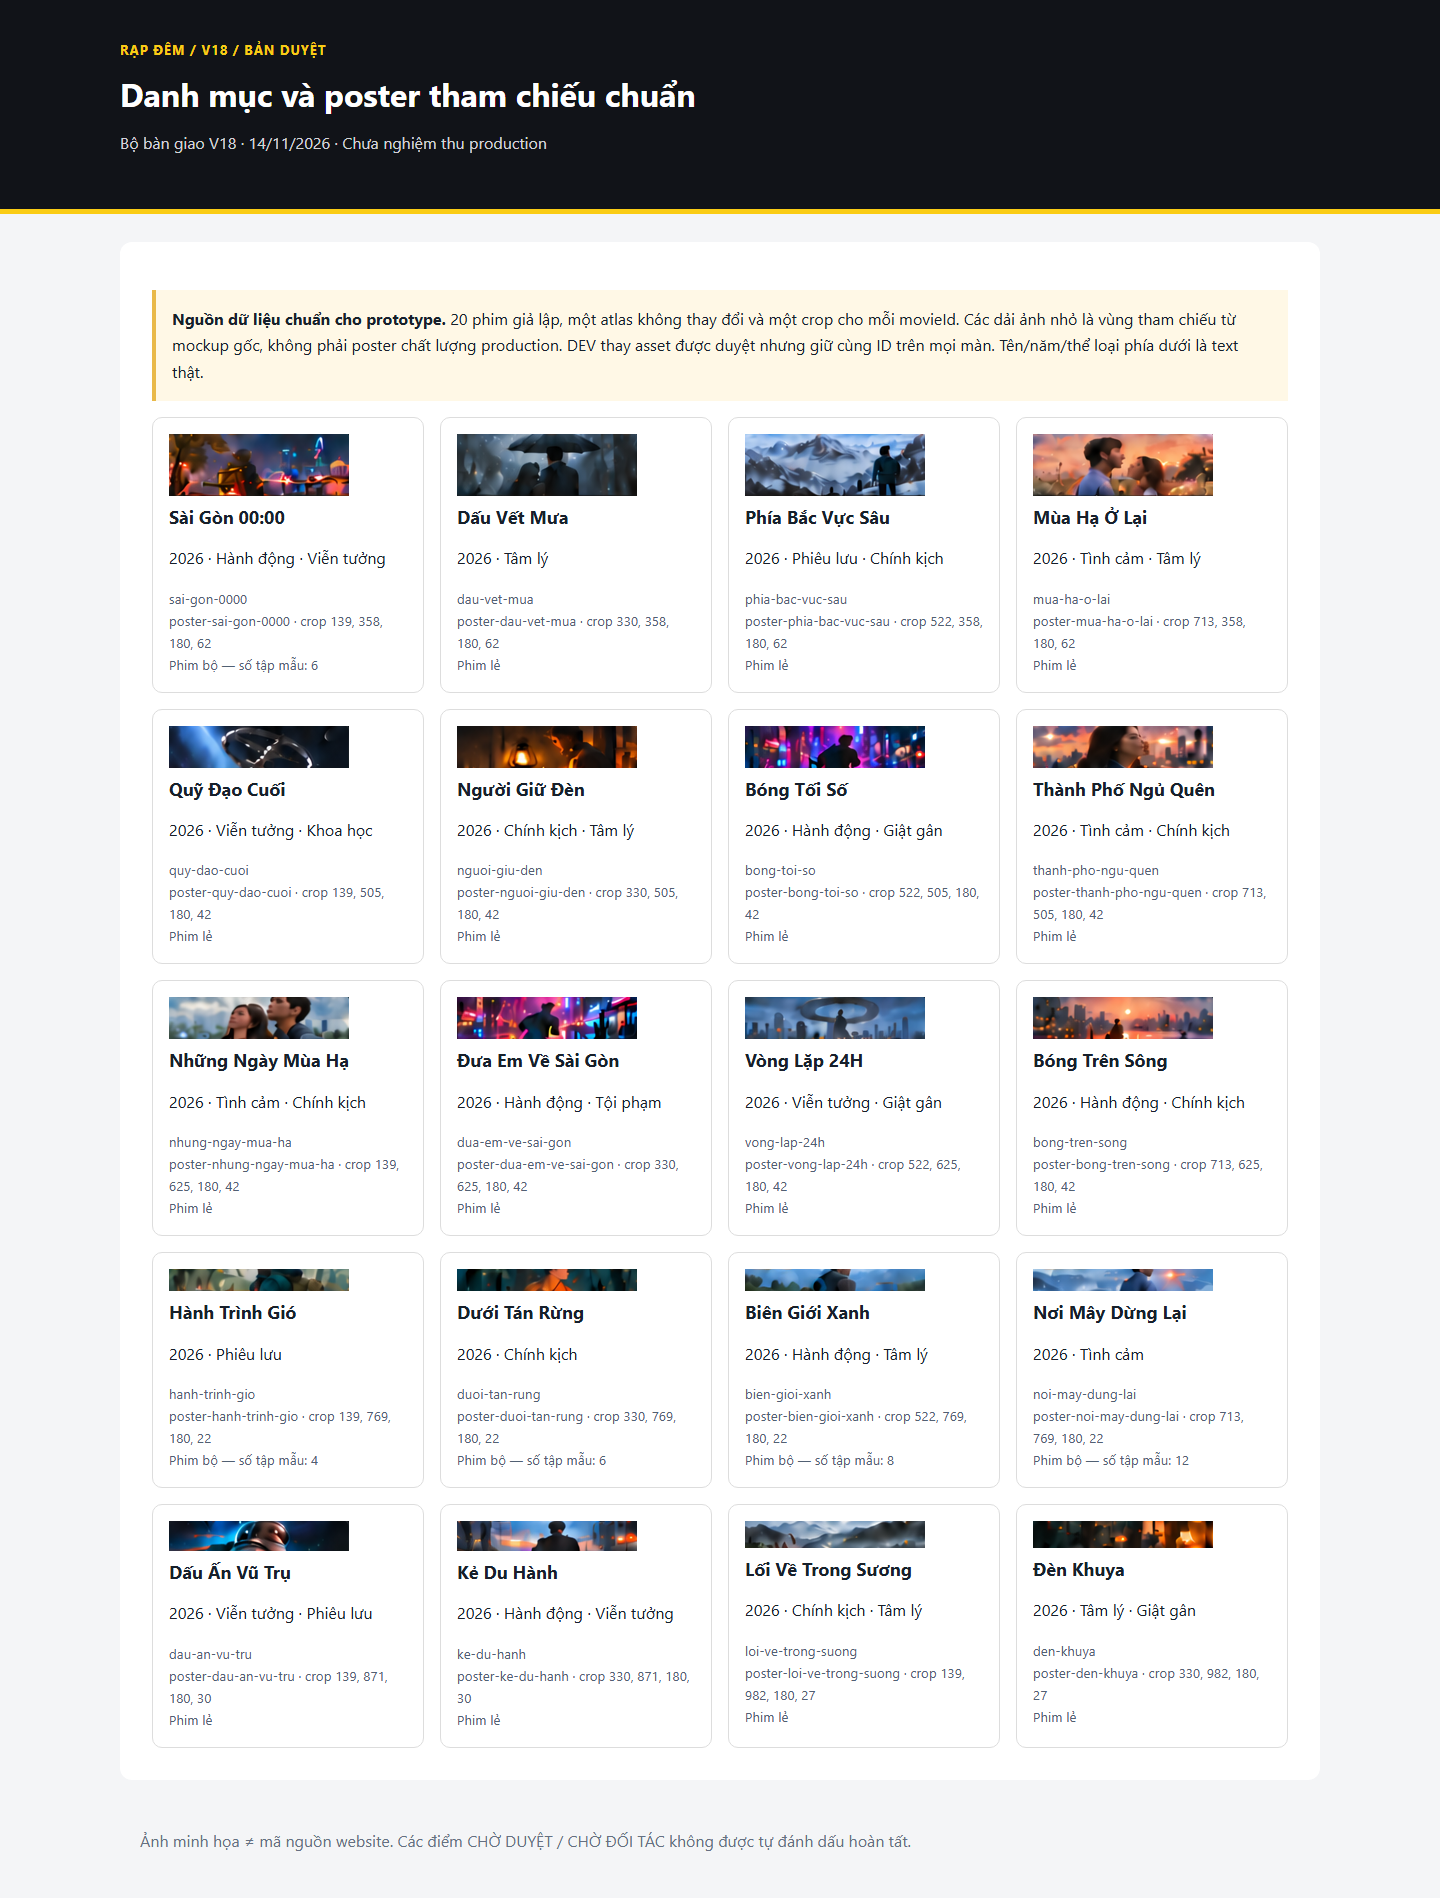 RẠP ĐÊM / V18 / BẢN DUYỆT
Danh mục và poster tham chiếu chuẩn
Bộ bàn giao V18 · 14/11/2026 · Chưa nghiệm thu production
Nguồn dữ liệu chuẩn cho prototype. 20 phim giả lập, một atlas không thay đổi và một crop cho mỗi movieId. Các dải ảnh nhỏ là vùng tham chiếu từ
mockup gốc, không phải poster chất lượng production. DEV thay asset được duyệt nhưng giữ cùng ID trên mọi màn. Tên/năm/thể loại phía dưới là text
thật.
Sài Gòn 00:00
2026 · Hành động · Viễn tưởng
sai-gon-0000
poster-sai-gon-0000 · crop 139, 358,
180, 62
Phim bộ — số tập mẫu: 6
Dấu Vết Mưa
2026 · Tâm lý
dau-vet-mua
poster-dau-vet-mua · crop 330, 358,
180, 62
Phim lẻ
Phía Bắc Vực Sâu
2026 · Phiêu lưu · Chính kịch
phia-bac-vuc-sau
poster-phia-bac-vuc-sau · crop 522, 358,
180, 62
Phim lẻ
Mùa Hạ Ở Lại
2026 · Tình cảm · Tâm lý
mua-ha-o-lai
poster-mua-ha-o-lai · crop 713, 358,
180, 62
Phim lẻ
Quỹ Đạo Cuối
2026 · Viễn tưởng · Khoa học
quy-dao-cuoi
poster-quy-dao-cuoi · crop 139, 505,
180, 42
Phim lẻ
Người Giữ Đèn
2026 · Chính kịch · Tâm lý
nguoi-giu-den
poster-nguoi-giu-den · crop 330, 505,
180, 42
Phim lẻ
Bóng Tối Số
2026 · Hành động · Giật gân
bong-toi-so
poster-bong-toi-so · crop 522, 505, 180,
42
Phim lẻ
Thành Phố Ngủ Quên
2026 · Tình cảm · Chính kịch
thanh-pho-ngu-quen
poster-thanh-pho-ngu-quen · crop 713,
505, 180, 42
Phim lẻ
Những Ngày Mùa Hạ
2026 · Tình cảm · Chính kịch
nhung-ngay-mua-ha
poster-nhung-ngay-mua-ha · crop 139,
625, 180, 42
Phim lẻ
Đưa Em Về Sài Gòn
2026 · Hành động · Tội phạm
dua-em-ve-sai-gon
poster-dua-em-ve-sai-gon · crop 330,
625, 180, 42
Phim lẻ
Vòng Lặp 24H
2026 · Viễn tưởng · Giật gân
vong-lap-24h
poster-vong-lap-24h · crop 522, 625,
180, 42
Phim lẻ
Bóng Trên Sông
2026 · Hành động · Chính kịch
bong-tren-song
poster-bong-tren-song · crop 713, 625,
180, 42
Phim lẻ
Hành Trình Gió
2026 · Phiêu lưu
hanh-trinh-gio
poster-hanh-trinh-gio · crop 139, 769,
180, 22
Phim bộ — số tập mẫu: 4
Dưới Tán Rừng
2026 · Chính kịch
duoi-tan-rung
poster-duoi-tan-rung · crop 330, 769,
180, 22
Phim bộ — số tập mẫu: 6
Biên Giới Xanh
2026 · Hành động · Tâm lý
bien-gioi-xanh
poster-bien-gioi-xanh · crop 522, 769,
180, 22
Phim bộ — số tập mẫu: 8
Nơi Mây Dừng Lại
2026 · Tình cảm
noi-may-dung-lai
poster-noi-may-dung-lai · crop 713,
769, 180, 22
Phim bộ — số tập mẫu: 12
Dấu Ấn Vũ Trụ
2026 · Viễn tưởng · Phiêu lưu
dau-an-vu-tru
poster-dau-an-vu-tru · crop 139, 871,
180, 30
Phim lẻ
Kẻ Du Hành
2026 · Hành động · Viễn tưởng
ke-du-hanh
poster-ke-du-hanh · crop 330, 871, 180,
30
Phim lẻ
Lối Về Trong Sương
2026 · Chính kịch · Tâm lý
loi-ve-trong-suong
poster-loi-ve-trong-suong · crop 139,
982, 180, 27
Phim lẻ
Đèn Khuya
2026 · Tâm lý · Giật gân
den-khuya
poster-den-khuya · crop 330, 982, 180,
27
Phim lẻ
Ảnh minh họa ≠ mã nguồn website. Các điểm CHỜ DUYỆT / CHỜ ĐỐI TÁC không được tự đánh dấu hoàn tất.